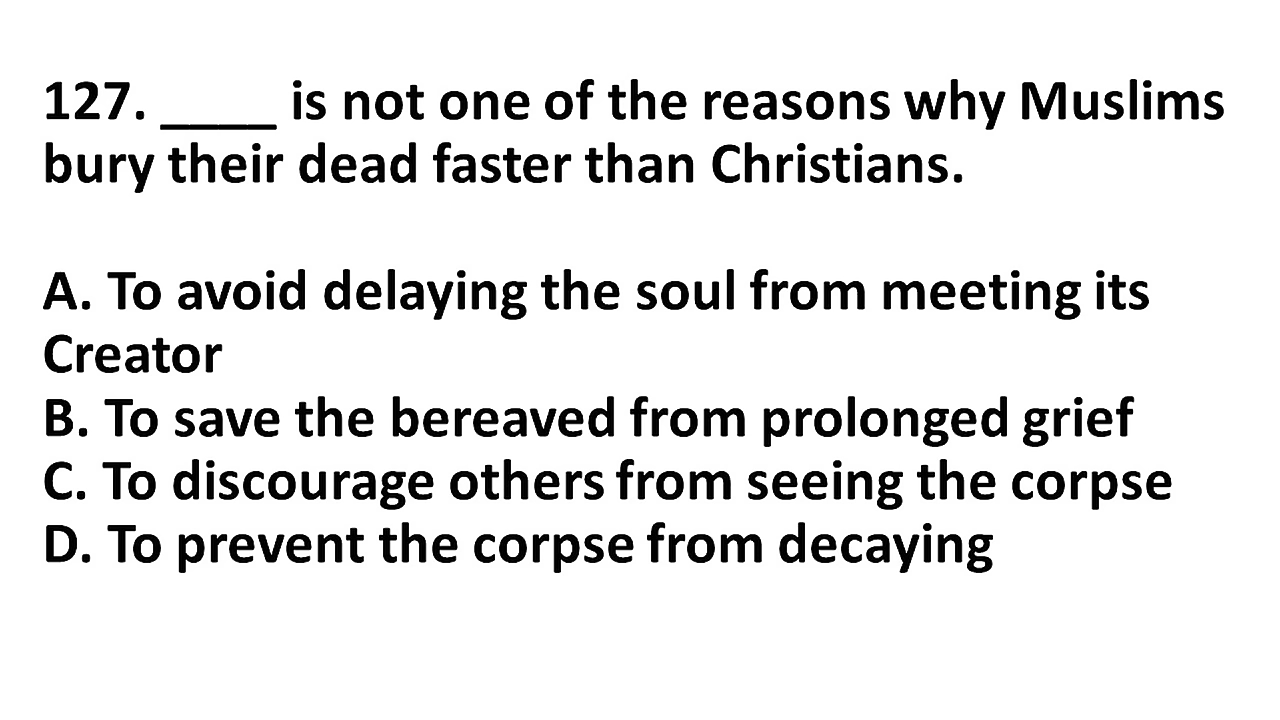 127. ____ is not one of the reasons why Muslims
bury their dead faster than Christians.
A. To avoid delaying the soul from meeting its
Creator
B. To save the bereaved from prolonged grief
C. To discourage others from seeing the corpse
D. To prevent the corpse from decaying